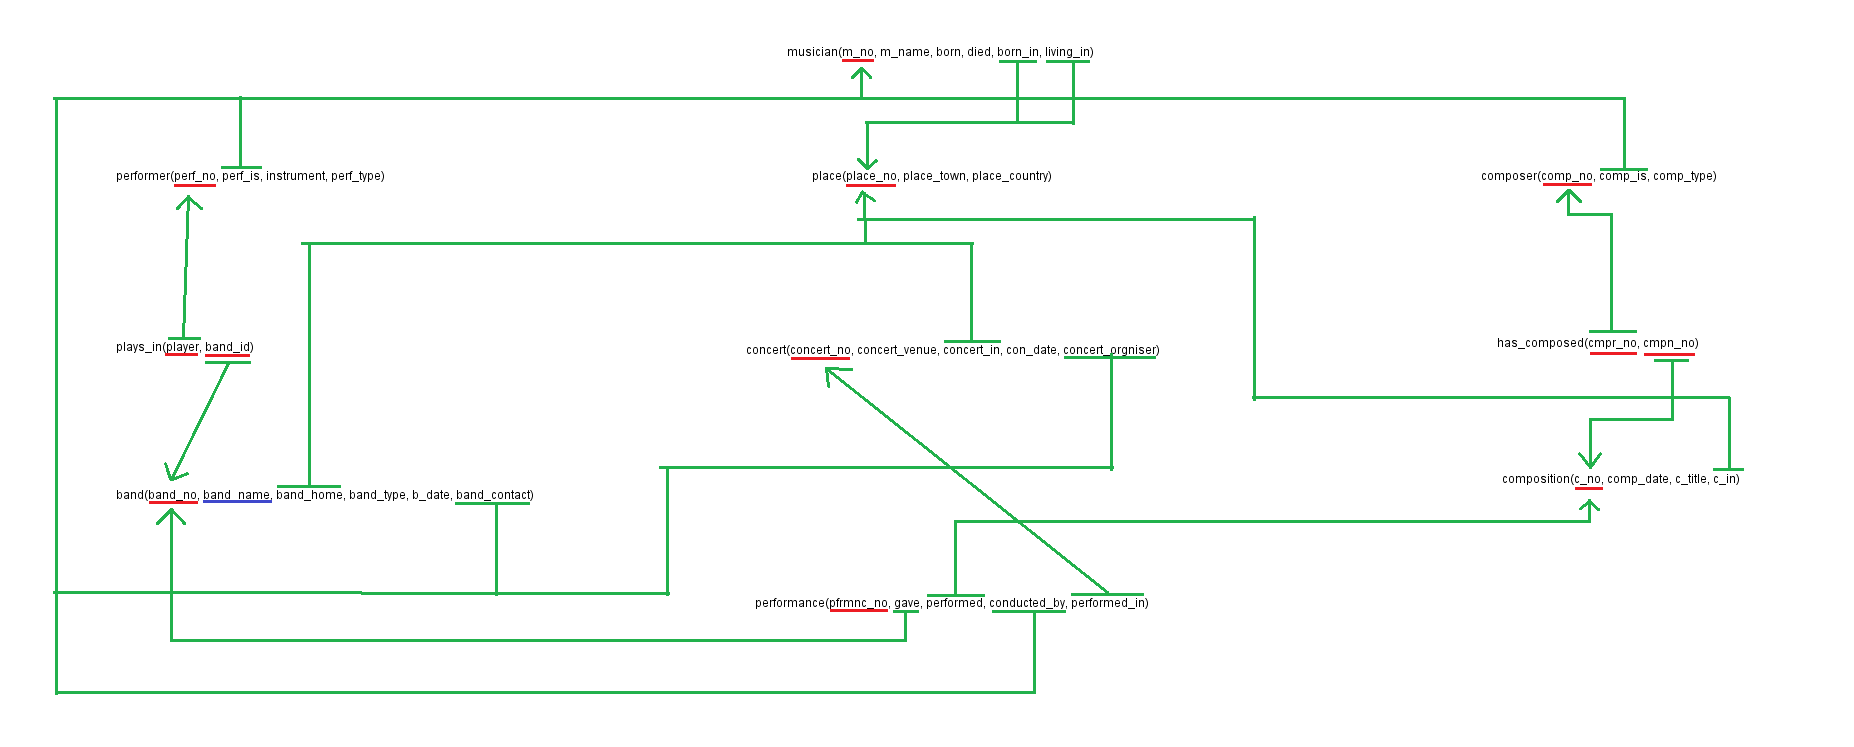 musician(m_no, m_name, born, died, born_in, living_in)
performer(perf_no, perf_is, instrument, perf_type)
place(place_no, place_town, place_country)
composer(comp_no, comp_is, comp_type)
plays_in(player, band_id)
concert(concert_no, concert_venue, concert_in, con_date, concert_orgniser)
has_composed(cmpr_no, cmpn_no)
band(band_no, band_name, band_home, band_type, b_date, band_contact)
composition(c_no, comp_date, c_title, c_in)
performance(pfrmnc_no, gave, performed, conducted_by, performed_in)